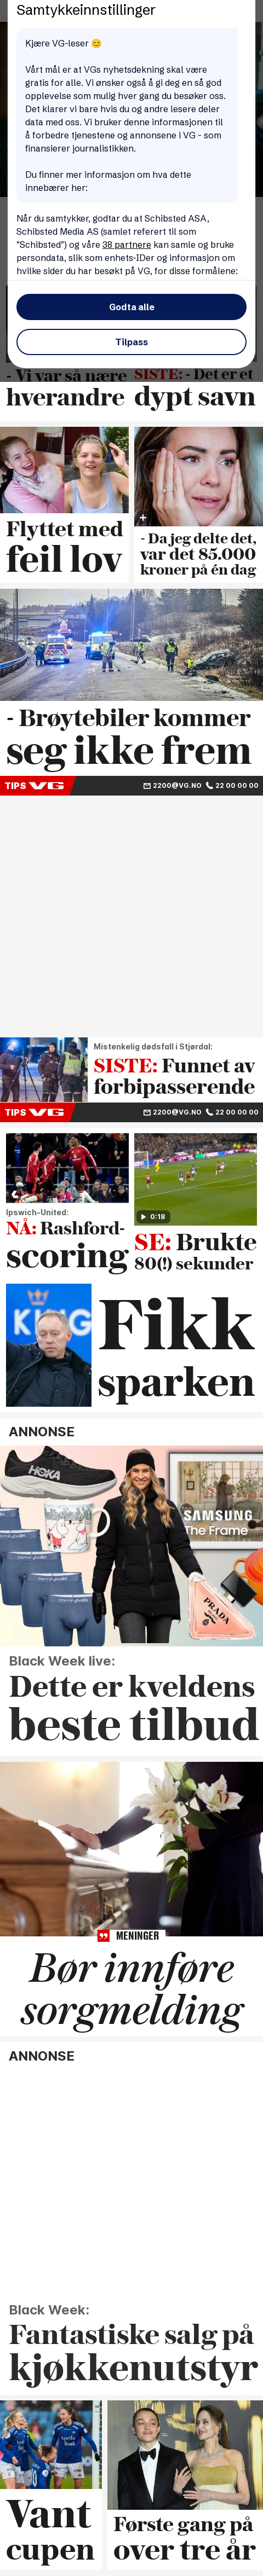 Samtykkeinnstillinger
Kjære VG-leser 😊
Vårt mål er at VGs nyhetsdekning skal være
gratis for alle. Vi ønsker også å gi deg en så god
opplevelse som mulig hver gang du besøker oss.
Det klarer vi bare hvis du og andre lesere deler
data med oss. Vi bruker denne informasjonen til
å forbedre tjenestene og annonsene i VG - som
finansierer journalistikken.
Du finner mer informasjon om hva dette
innebærer her:
Når du samtykker, godtar du at Schibsted ASA,
Schibsted Media AS (samlet referert til som
"Schibsted") og våre 38 partnere kan samle og bruke
persondata, slik som enhets-IDer og informasjon om
hvilke sider du har besøkt på VG, for disse formålene:
Godta alle
Tilpass
- Vi var så nære
hverandre
SISTE: - Det er et
dypt savn
Flyttet med
feil lov
- Da jeg delte det,
var det 85.000
kroner på én dag
- Brøytebiler kommer
seg ikke frem
TIPS VG 2200@VG.NO 22 00 00 00
Mistenkelig dødsfall i Stjørdal:
SISTE: Funnet av
forbipasserende
TIPS VG 2200@VG.NO 22 00 00 00
Ipswich-United:
NÅ: Rashford-
scoring
0:18
SE: Brukte
80(!) sekunder
KING
Fikk
sparken
ANNONSE
HOKA
SAMSUNG
The Frame
PRADA
Black Week live:
Dette er kveldens
beste tilbud
MENINGER
Bør innføre
sorgmelding
ANNONSE
Black Week:
Fantastiske salg på
kjøkkenutstyr
Vant
cupen
Første gang på
over tre år